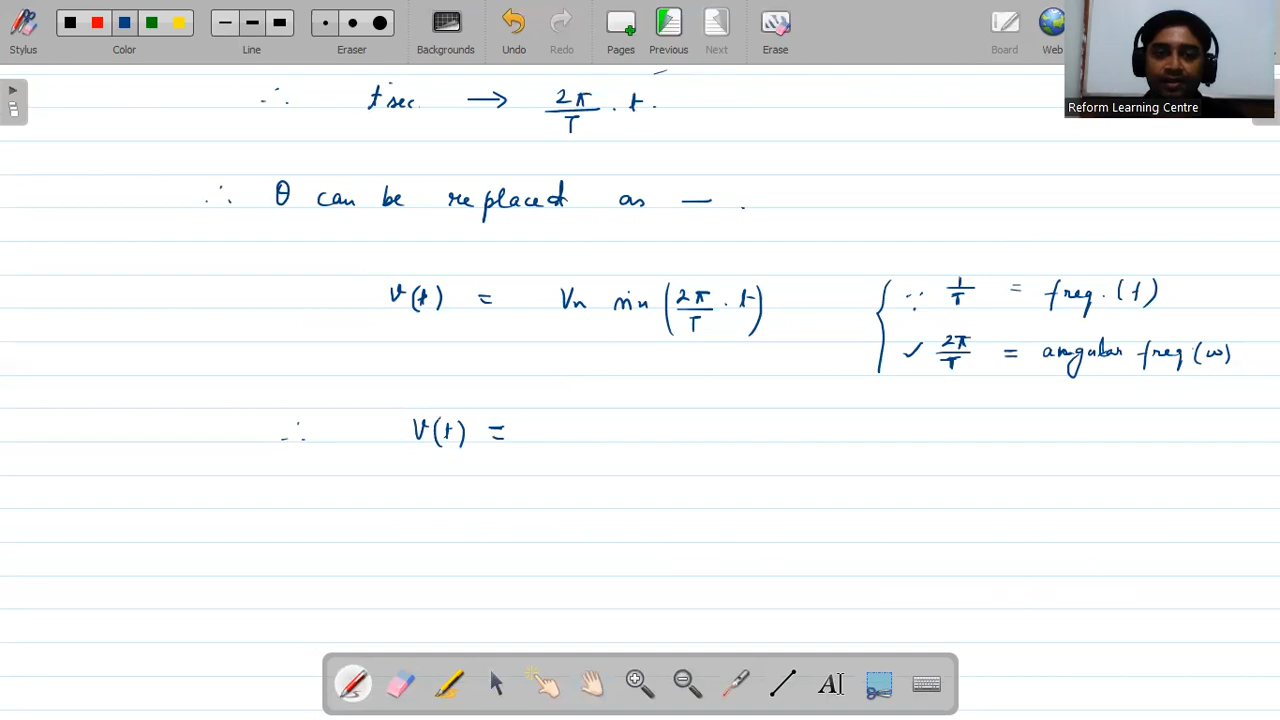 Stylus Color Line Eraser Backgrounds Undo Redo Pages Previous Next Erase Board Web
Reform Learning Centre
∴ t sec. → 2π/T . t.
∴ θ can be replaced as — .
v(t) = Vm sin (2π/T . t) { ∵ 1/T = freq. (f)
✓ 2π/T = angular freq (ω)
∴ V(t) =
AI